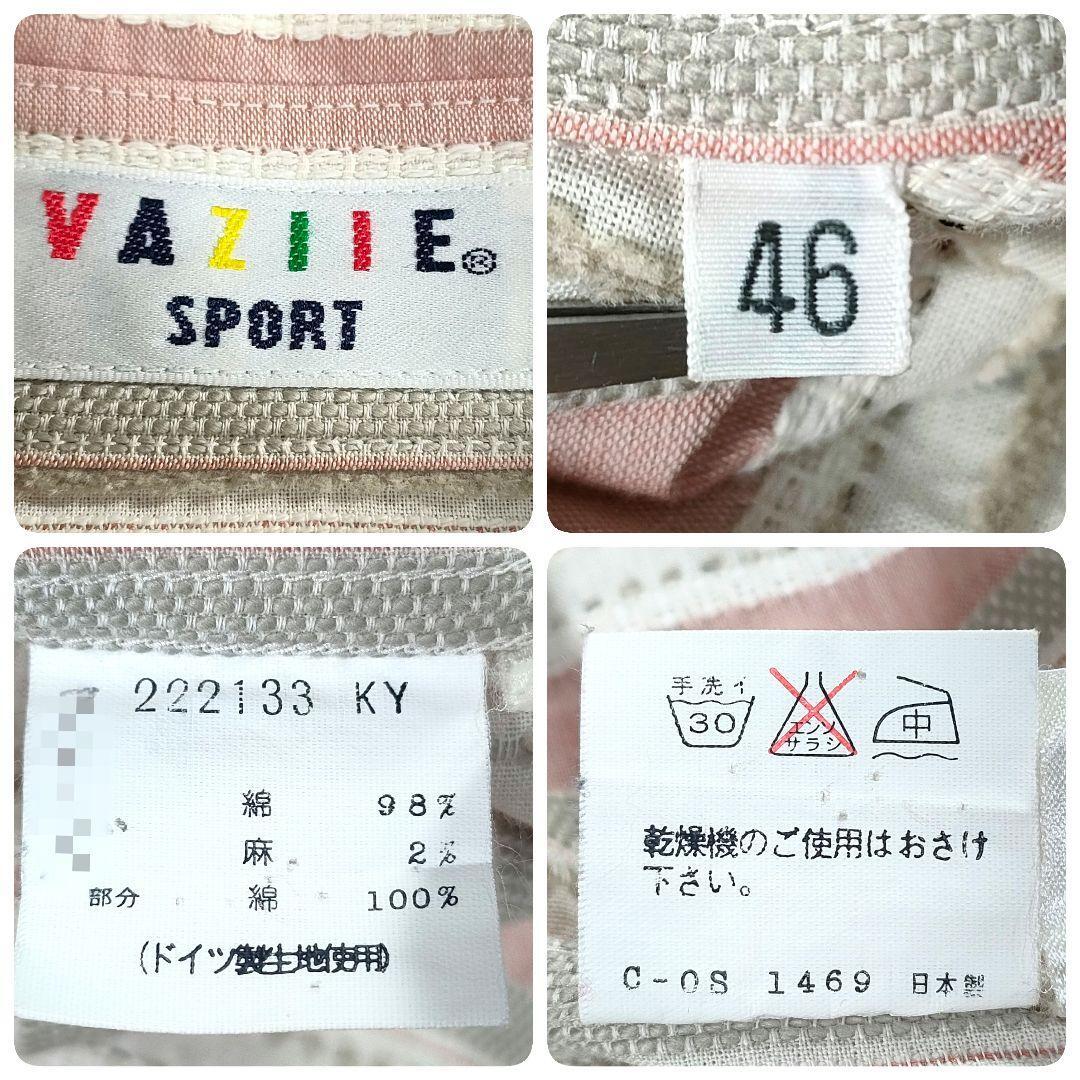 VAZIIE®
SPORT
46
222133 KY
綿 98%
麻 2%
部分 綿 100%
(ドイツ製生地使用)
手洗イ
30
エンソ
サラシ
中
乾燥機のご使用はおさけ
下さい。
C-OS 1469 日本製